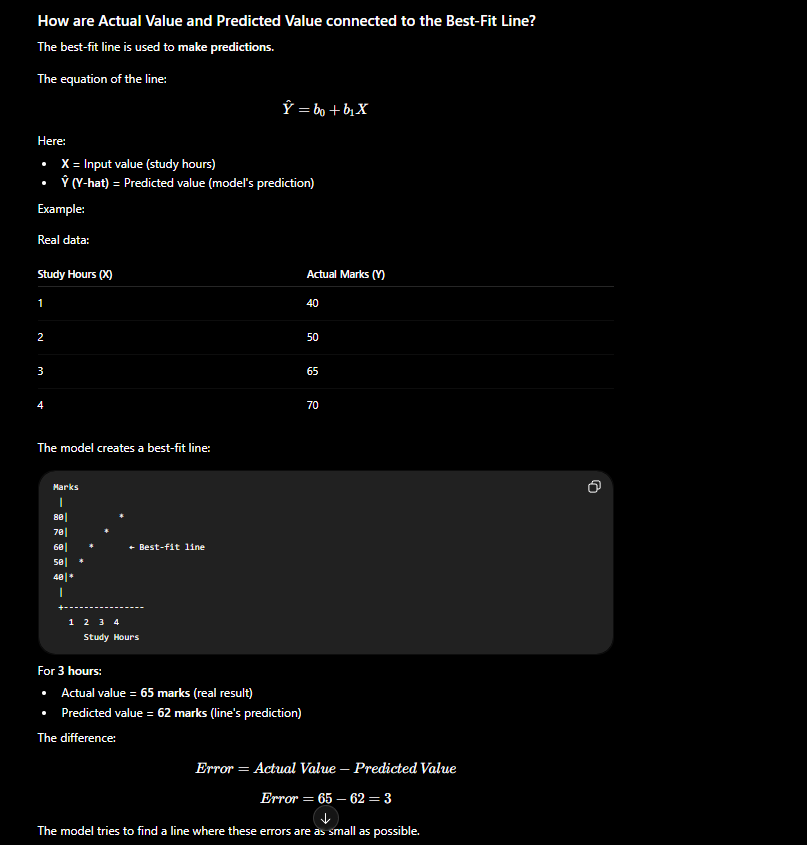 How are Actual Value and Predicted Value connected to the Best-Fit Line?
The best-fit line is used to make predictions.
The equation of the line:
Ŷ = b₀ + b₁X
Here:
• X = Input value (study hours)
• Ŷ (Y-hat) = Predicted value (model's prediction)
Example:
Real data:
Study Hours (X) Actual Marks (Y)
1 40
2 50
3 65
4 70
The model creates a best-fit line:
Marks
|
80| *
70| *
60| * ← Best-fit line
50| *
40|*
|
+----------------
1 2 3 4
Study Hours
For 3 hours:
• Actual value = 65 marks (real result)
• Predicted value = 62 marks (line's prediction)
The difference:
Error = Actual Value − Predicted Value
Error = 65 − 62 = 3
The model tries to find a line where these errors are as small as possible.